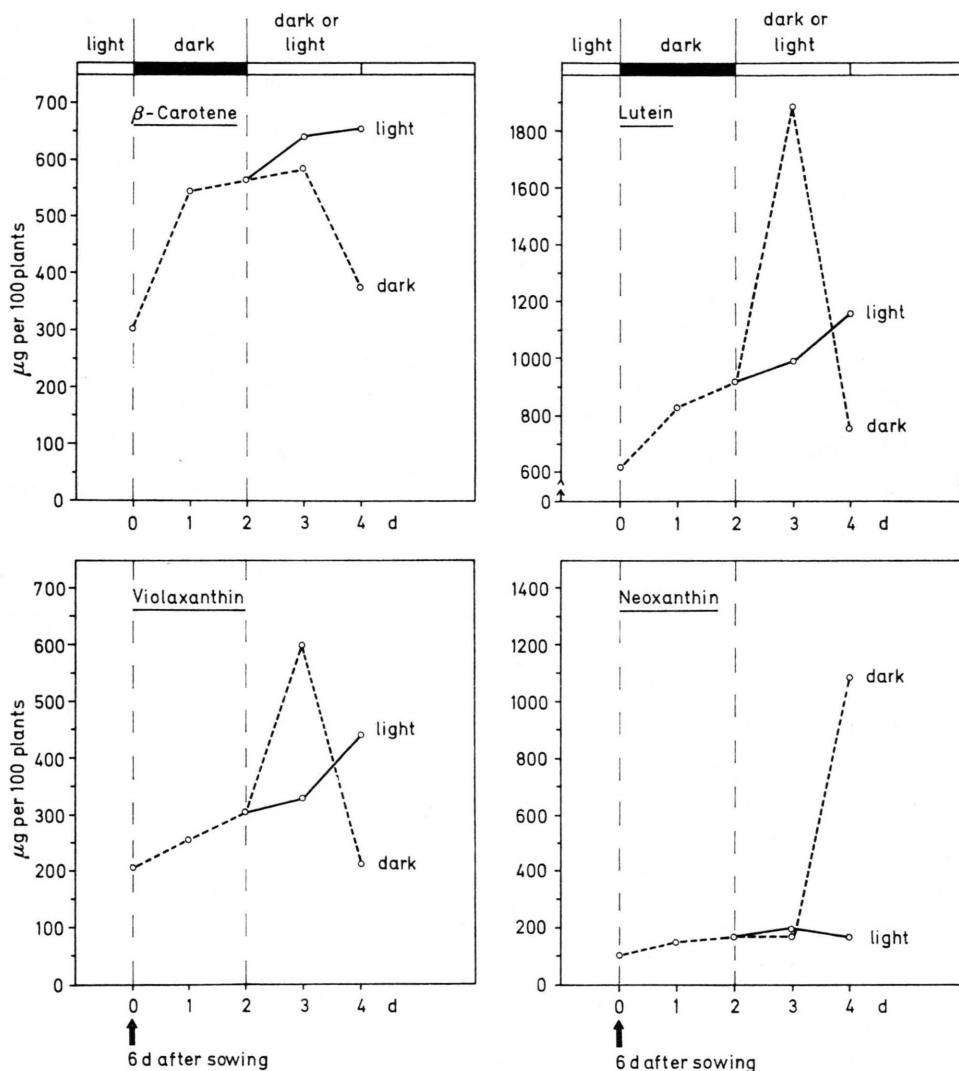 light dark dark or light
light dark dark or light
β-Carotene
700
600
500
400
300
200
100
0
μg per 100 plants
light
dark
0 1 2 3 4 d
Lutein
1800
1600
1400
1200
1000
800
600
0
light
dark
0 1 2 3 4 d
Violaxanthin
700
600
500
400
300
200
100
0
μg per 100 plants
light
dark
0 1 2 3 4 d
6 d after sowing
Neoxanthin
1400
1200
1000
800
600
400
200
0
dark
light
0 1 2 3 4 d
6 d after sowing